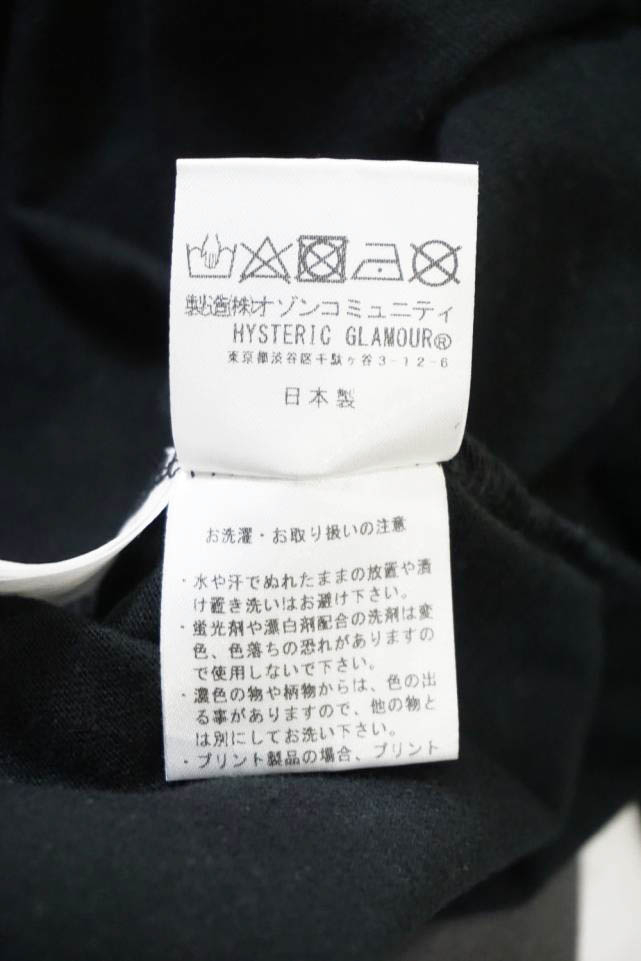 製造(株)オゾンコミュニティ
HYSTERIC GLAMOUR®
東京都渋谷区千駄ヶ谷3-12-6
日本製
お洗濯・お取り扱いの注意
・水や汗でぬれたままの放置や漬
け置き洗いはお避け下さい。
・蛍光剤や漂白剤配合の洗剤は変
色、色落ちの恐れがありますの
で使用しないで下さい。
・濃色の物や柄物からは、色の出
る事がありますので、他の物と
は別にしてお洗い下さい。
・プリント製品の場合、プリント